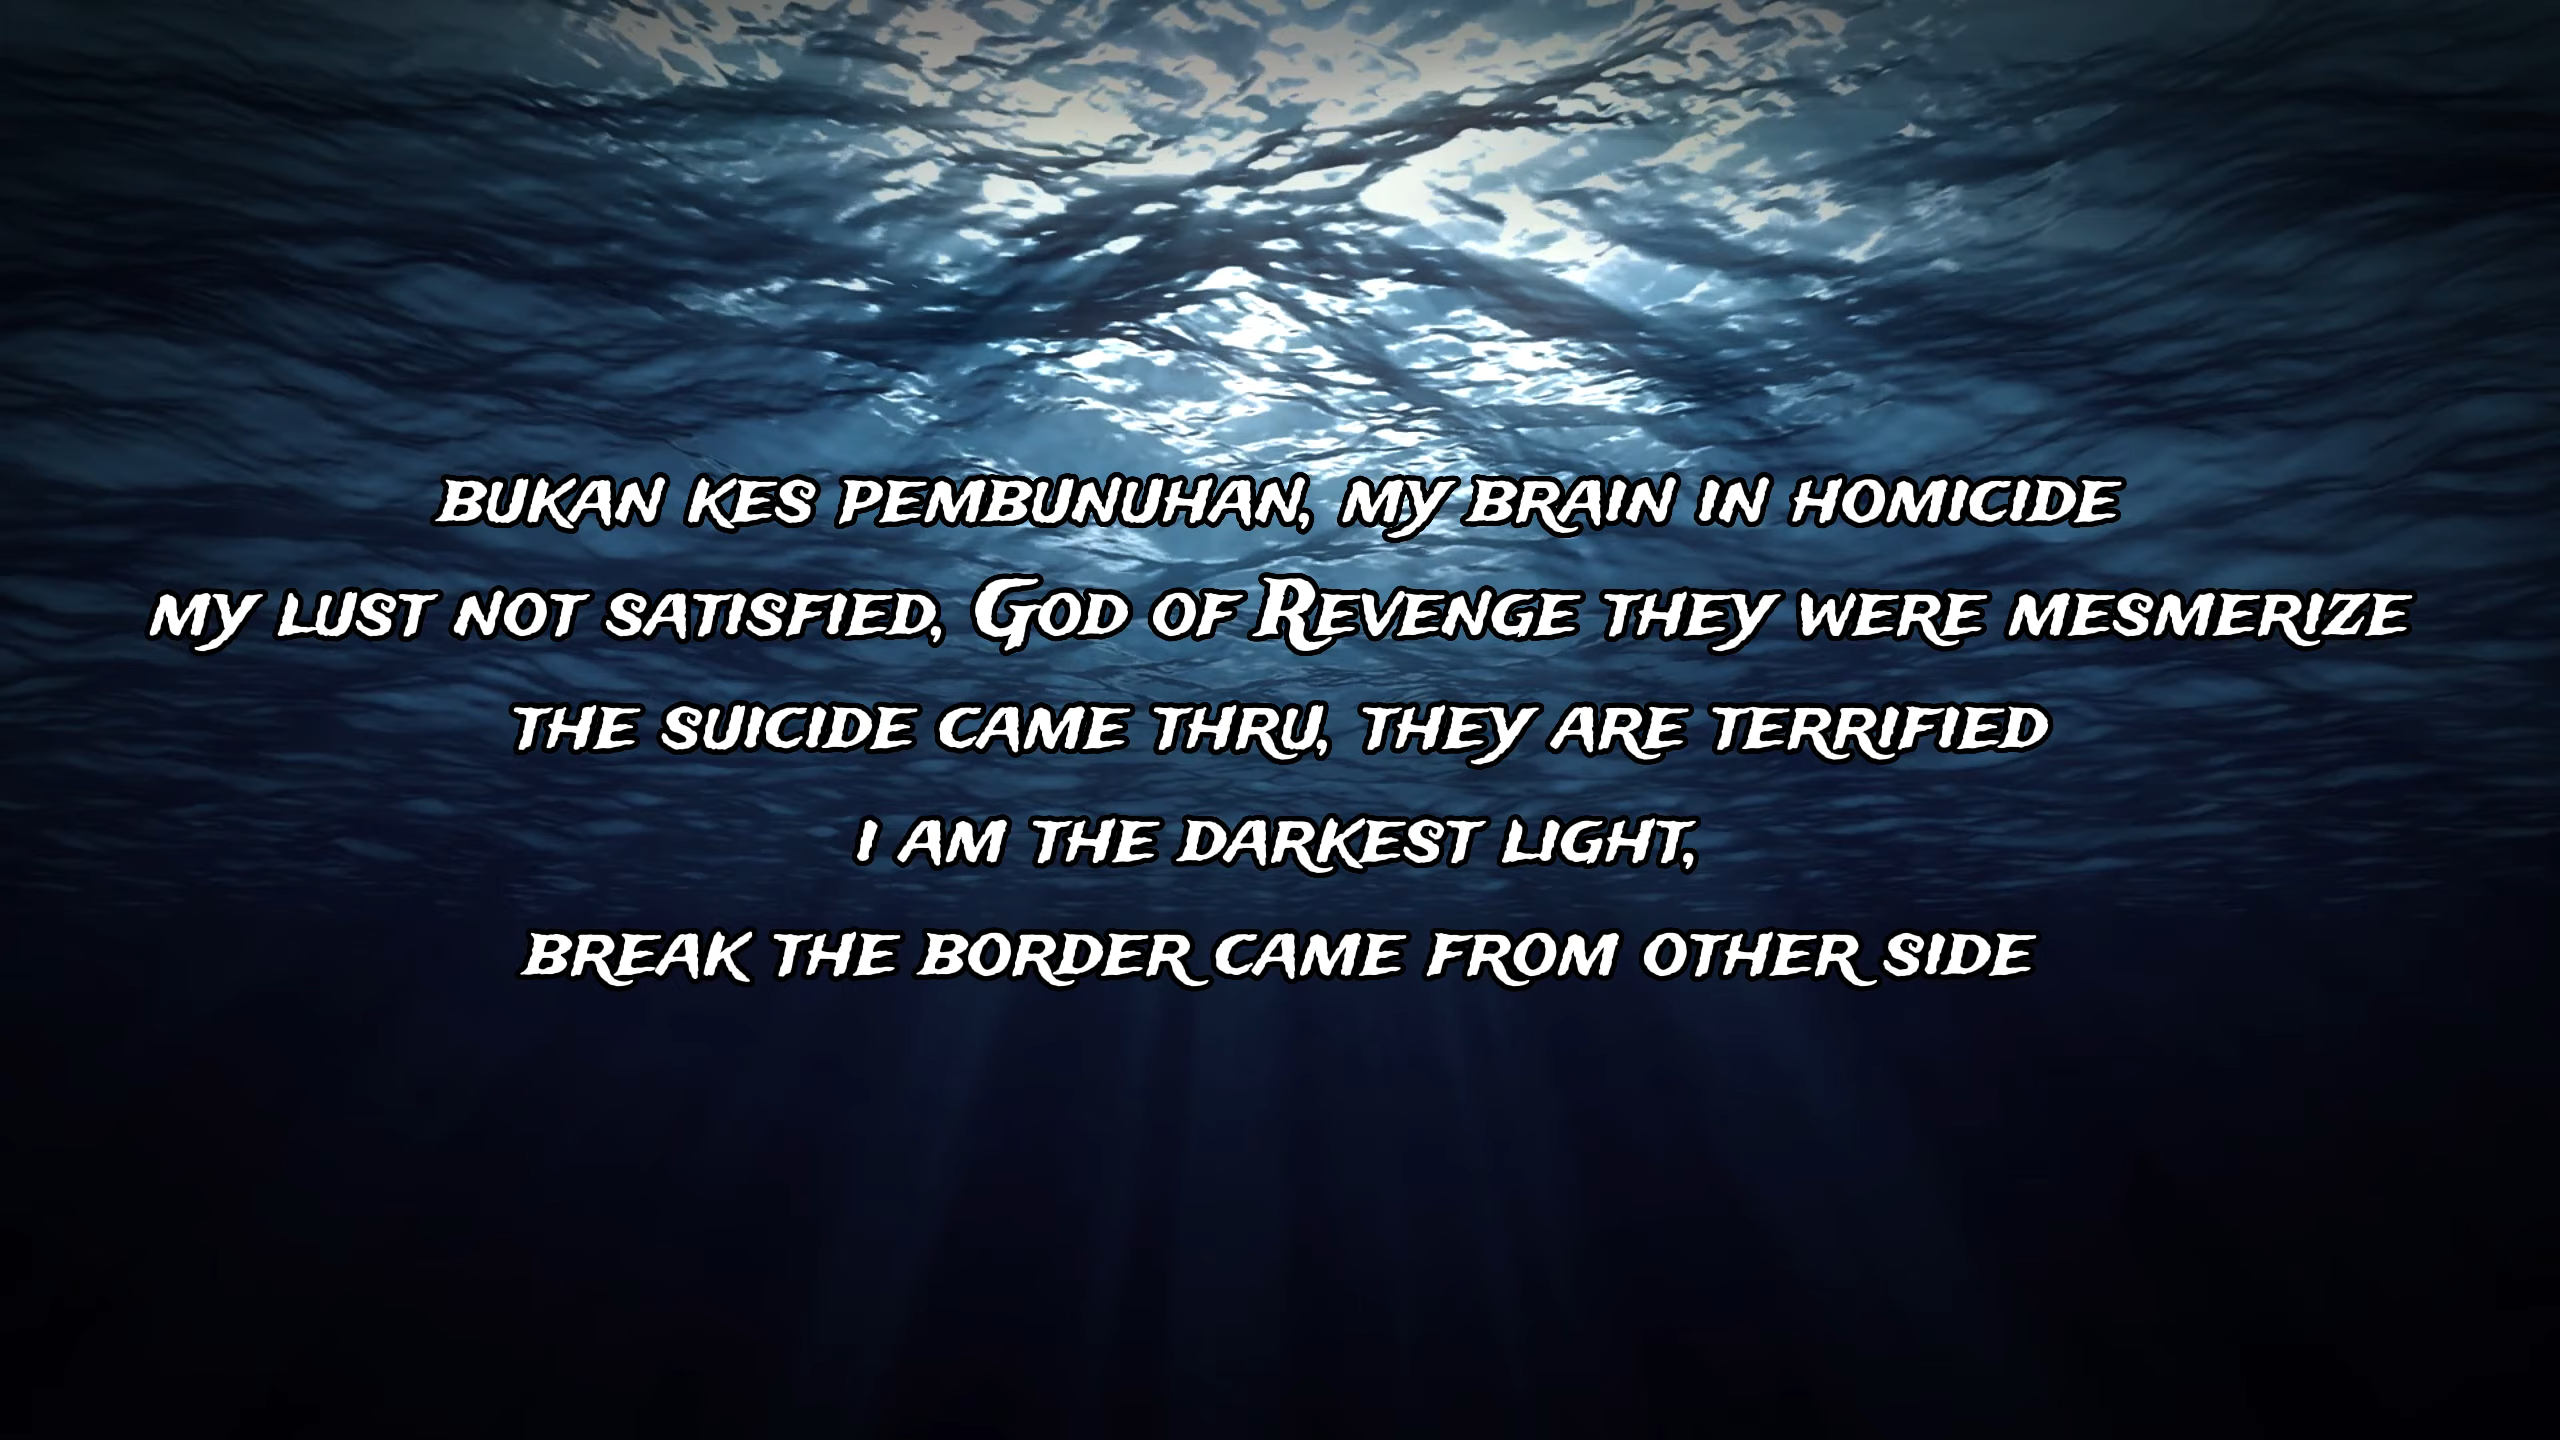 bukan kes pembunuhan, my brain in homicide
my lust not satisfied, God of Revenge they were mesmerize
the suicide came thru, they are terrified
i am the darkest light,
break the border came from other side